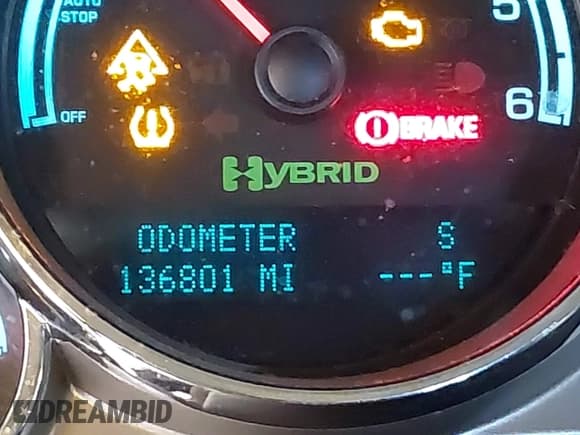 AUTO
STOP
OFF
5
6
BRAKE
HYBRID
ODOMETER S
136801 MI ---°F
DREAMBID